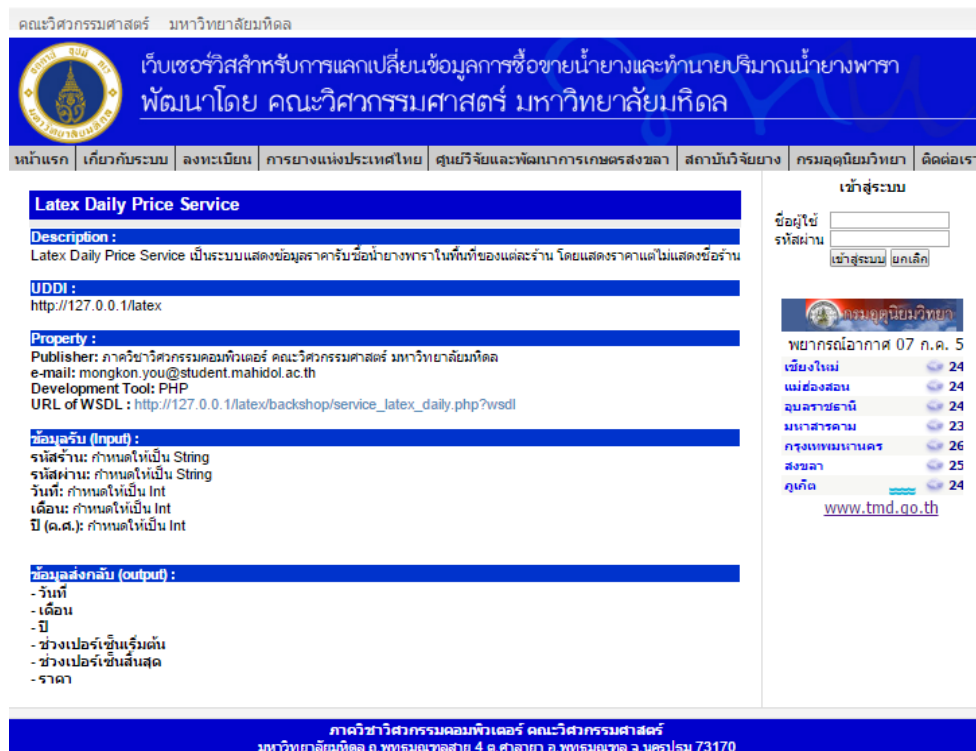 คณะวิศวกรรมศาสตร์ มหาวิทยาลัยมหิดล
เว็บเซอร์วิสสำหรับการแลกเปลี่ยนข้อมูลการซื้อขายน้ำยางและทำนายปริมาณน้ำยางพารา
พัฒนาโดย คณะวิศวกรรมศาสตร์ มหาวิทยาลัยมหิดล
หน้าแรก เกี่ยวกับระบบ ลงทะเบียน การยางแห่งประเทศไทย ศูนย์วิจัยและพัฒนาการเกษตรสงขลา สถาบันวิจัยยาง กรมอุตุนิยมวิทยา ติดต่อเรา
Latex Daily Price Service
Description :
Latex Daily Price Service เป็นระบบแสดงข้อมูลราคารับซื้อน้ำยางพาราในพื้นที่ของแต่ละร้าน โดยแสดงราคาแต่ไม่แสดงชื่อร้าน
UDDI :
http://127.0.0.1/latex
Property :
Publisher: ภาควิชาวิศวกรรมคอมพิวเตอร์ คณะวิศวกรรมศาสตร์ มหาวิทยาลัยมหิดล
e-mail: mongkon.you@student.mahidol.ac.th
Development Tool: PHP
URL of WSDL : http://127.0.0.1/latex/backshop/service_latex_daily.php?wsdl
ข้อมูลรับ (Input) :
รหัสร้าน: กำหนดให้เป็น String
รหัสผ่าน: กำหนดให้เป็น String
วันที่: กำหนดให้เป็น Int
เดือน: กำหนดให้เป็น Int
ปี (ค.ศ.): กำหนดให้เป็น Int
ข้อมูลส่งกลับ (output) :
- วันที่
- เดือน
- ปี
- ช่วงเปอร์เซ็นเริ่มต้น
- ช่วงเปอร์เซ็นสิ้นสุด
- ราคา
เข้าสู่ระบบ
ชื่อผู้ใช้
รหัสผ่าน
เข้าสู่ระบบ ยกเลิก
กรมอุตุนิยมวิทยา
พยากรณ์อากาศ 07 ก.ค. 5
เชียงใหม่ 24
แม่ฮ่องสอน 24
อุบลราชธานี 24
มหาสารคาม 23
กรุงเทพมหานคร 26
สงขลา 25
ภูเก็ต 24
www.tmd.go.th
ภาควิชาวิศวกรรมคอมพิวเตอร์ คณะวิศวกรรมศาสตร์
มหาวิทยาลัยมหิดล ถ.พุทธมณฑลสาย 4 ต.ศาลายา อ.พุทธมณฑล จ.นครปฐม 73170